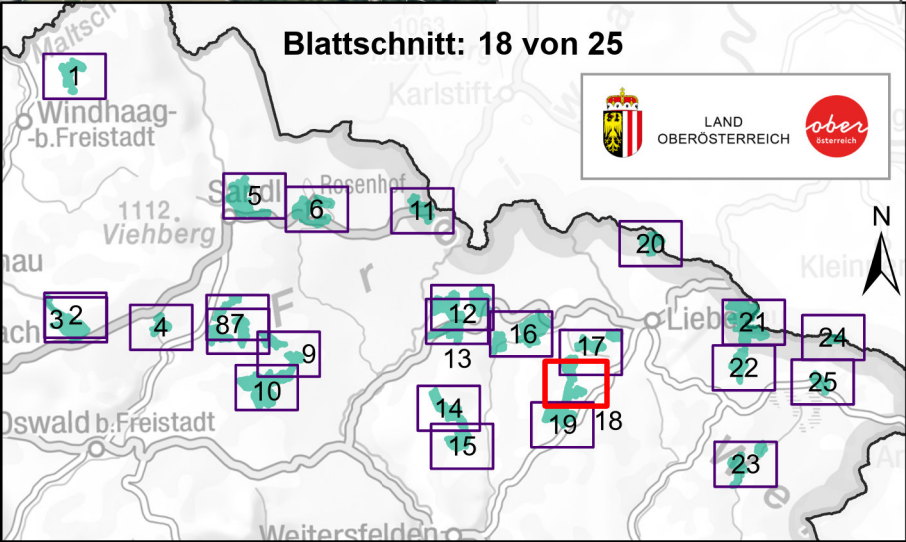 Maltsch
1063
Blattschnitt: 18 von 25
Karlstift
1
Windhaag-
-b.Freistadt
LAND
OBERÖSTERREICH
ober
österreich
Sandl
5
6
Rosenhof
11
1112
Viehberg
N
20
Klein
nau
F
r
e
i
3 2
ach
4
8 7
9
10
12
13
16
17
Liebenau
21
22
24
25
14
15
18
19
Oswald b.Freistadt
23
Weitersfelden